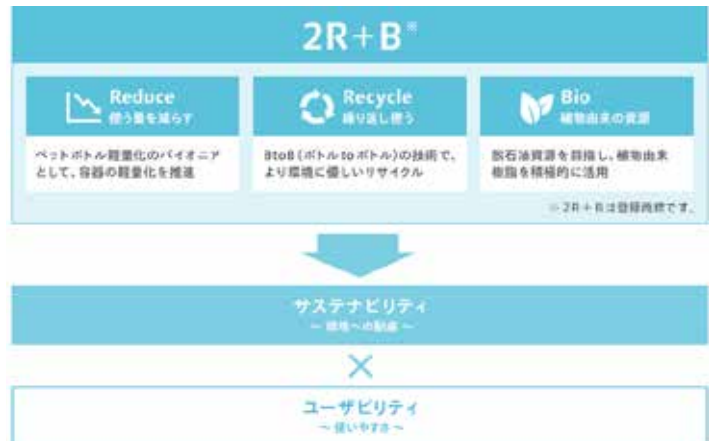 2R+B※
Reduce
使う量を減らす
ペットボトル軽量化のパイオニア
として、容器の軽量化を推進
Recycle
繰り返し使う
BtoB(ボトルtoボトル)の技術で、
より環境に優しいリサイクル
Bio
植物由来の資源
脱石油資源を目指し、植物由来
樹脂を積極的に活用
※2R+Bは登録商標です。
サステナビリティ
〜 環境への配慮 〜
×
ユーザビリティ
〜 使いやすさ 〜